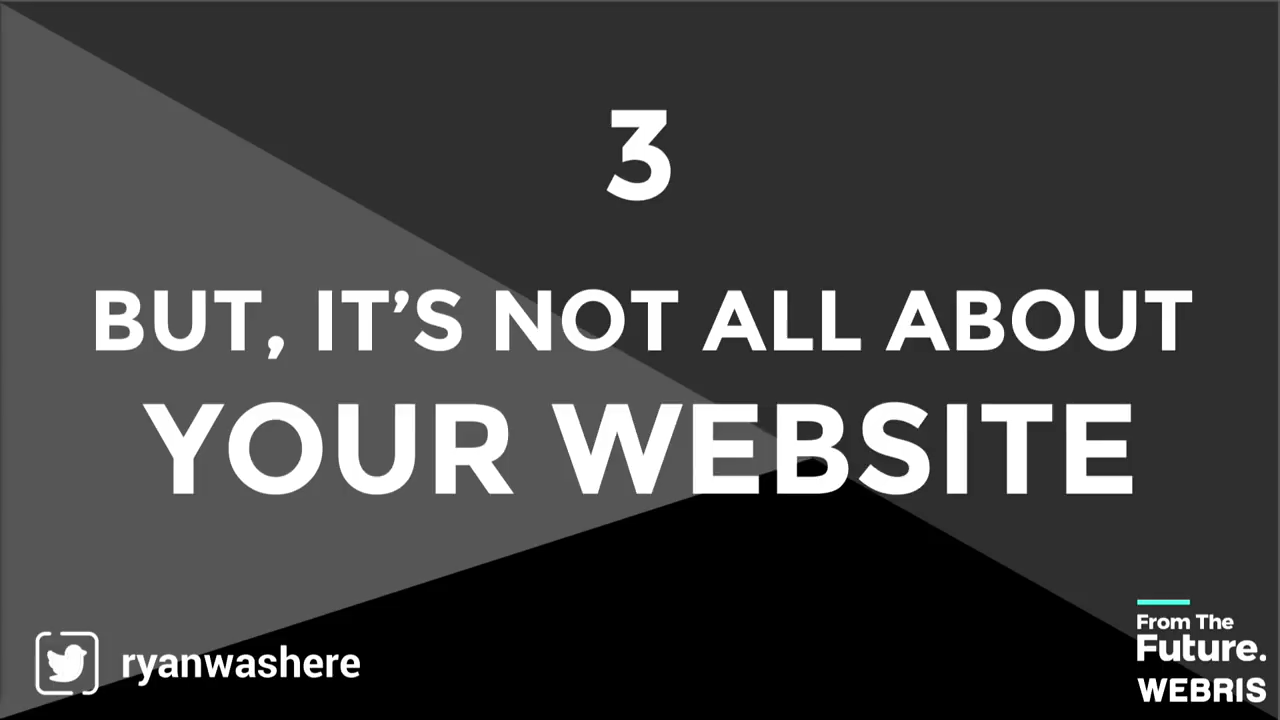 3
BUT, IT’S NOT ALL ABOUT
YOUR WEBSITE
ryanwashere
From The
Future.
WEBRIS